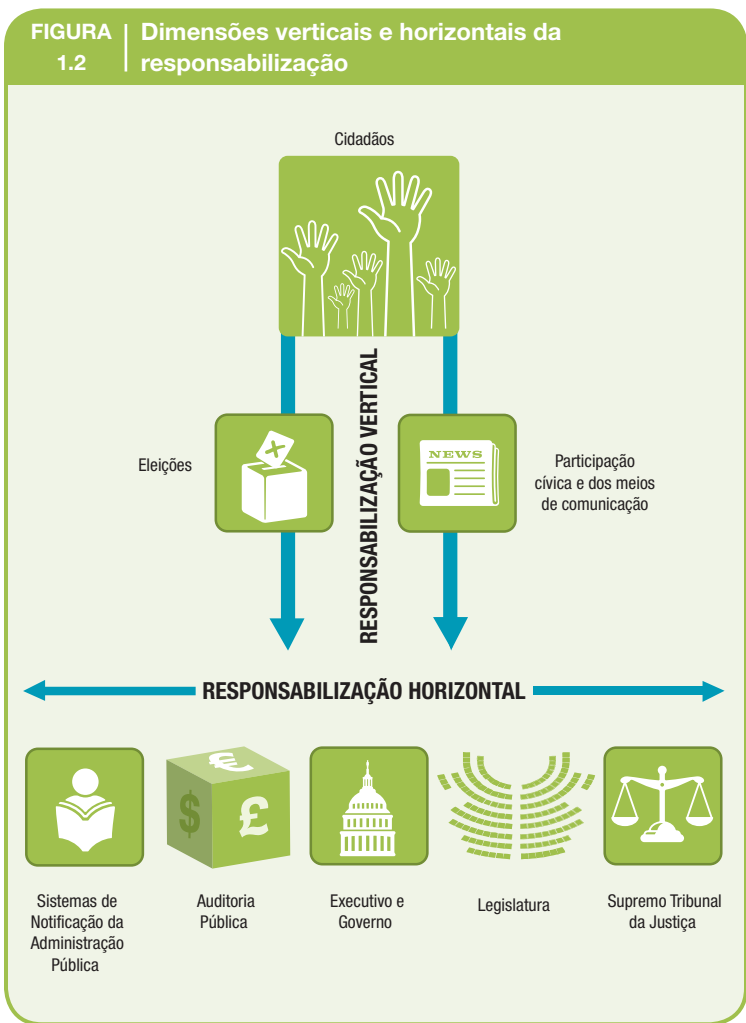 FIGURA
1.2
Dimensões verticais e horizontais da
responsabilização
Cidadãos
RESPONSABILIZAÇÃO VERTICAL
Eleições
NEWS
Participação
cívica e dos meios
de comunicação
RESPONSABILIZAÇÃO HORIZONTAL
€
$
£
Sistemas de
Notificação da
Administração
Pública
Auditoria
Pública
Executivo e
Governo
Legislatura
Supremo Tribunal
da Justiça